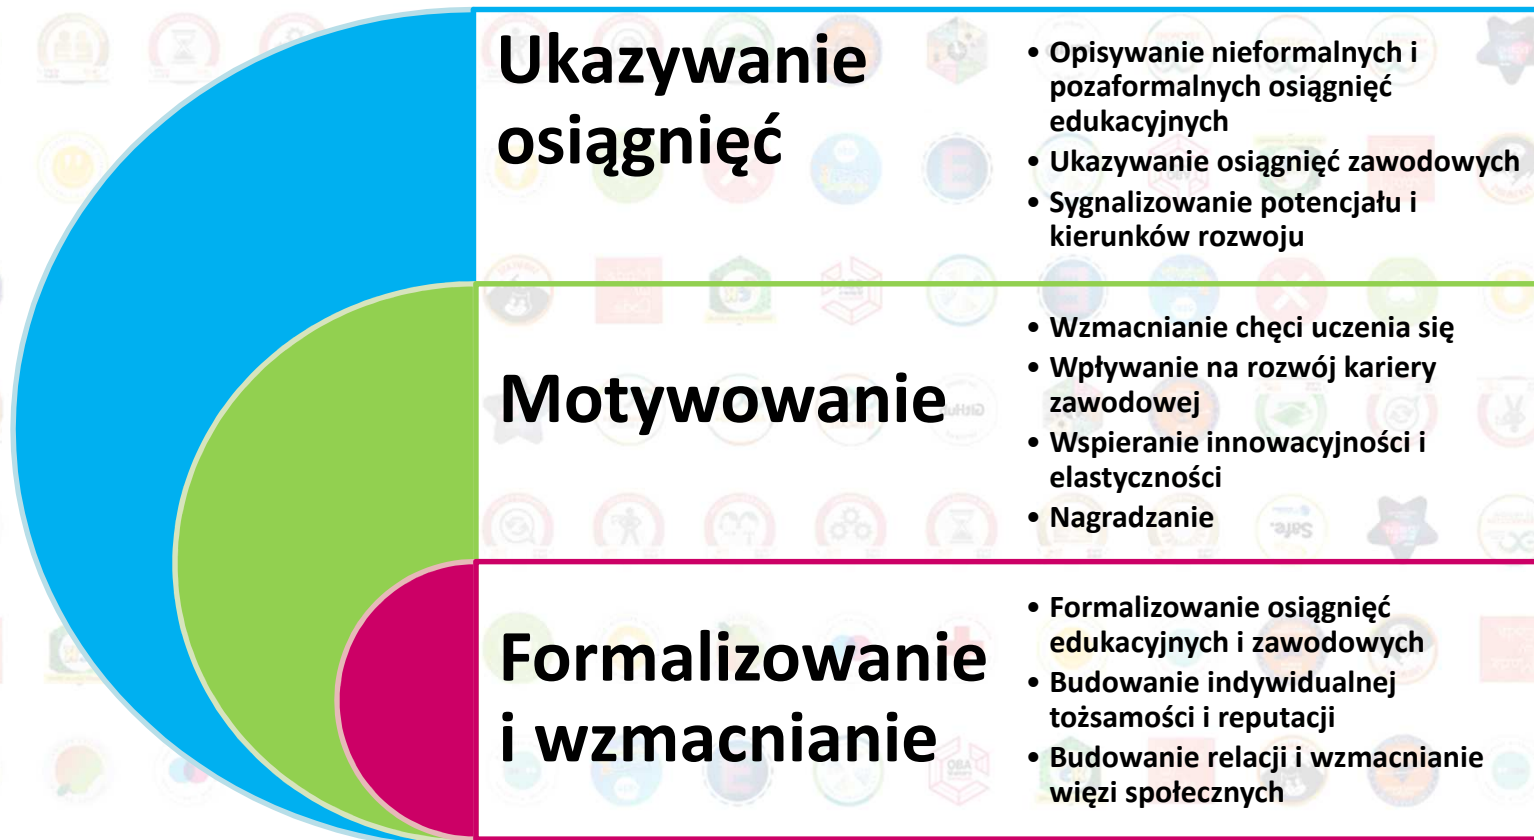 Ukazywanie
osiągnięć
• Opisywanie nieformalnych i
pozaformalnych osiągnięć
edukacyjnych
• Ukazywanie osiągnięć zawodowych
• Sygnalizowanie potencjału i
kierunków rozwoju
Motywowanie
• Wzmacnianie chęci uczenia się
• Wpływanie na rozwój kariery
zawodowej
• Wspieranie innowacyjności i
elastyczności
• Nagradzanie
Formalizowanie
i wzmacnianie
• Formalizowanie osiągnięć
edukacyjnych i zawodowych
• Budowanie indywidualnej
tożsamości i reputacji
• Budowanie relacji i wzmacnianie
więzi społecznych
GitHub
Safe.